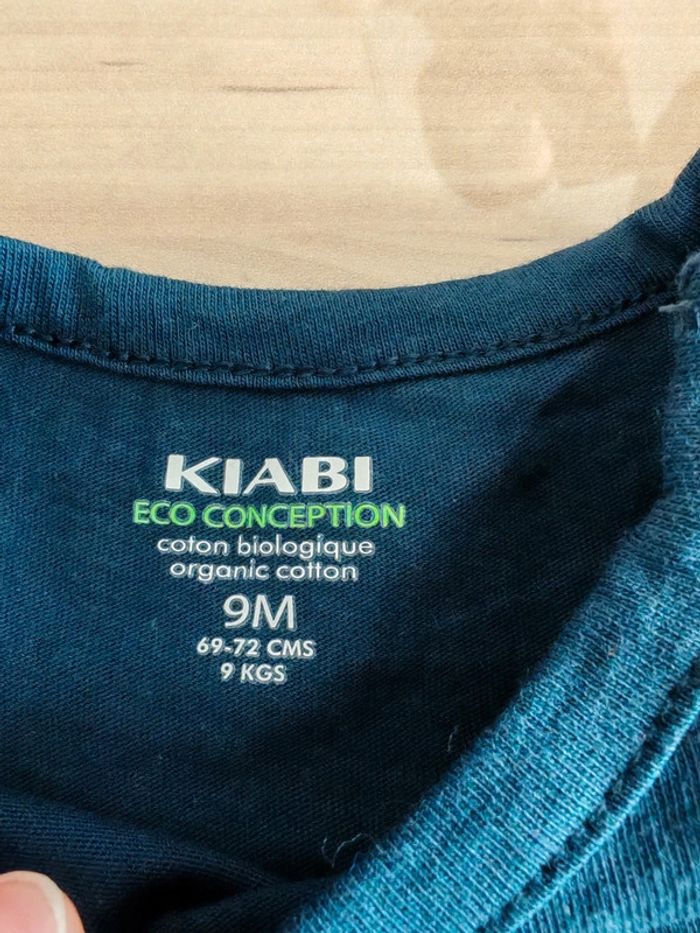 KIABI
ECO CONCEPTION
coton biologique
organic cotton
9M
69-72 CMS
9 KGS